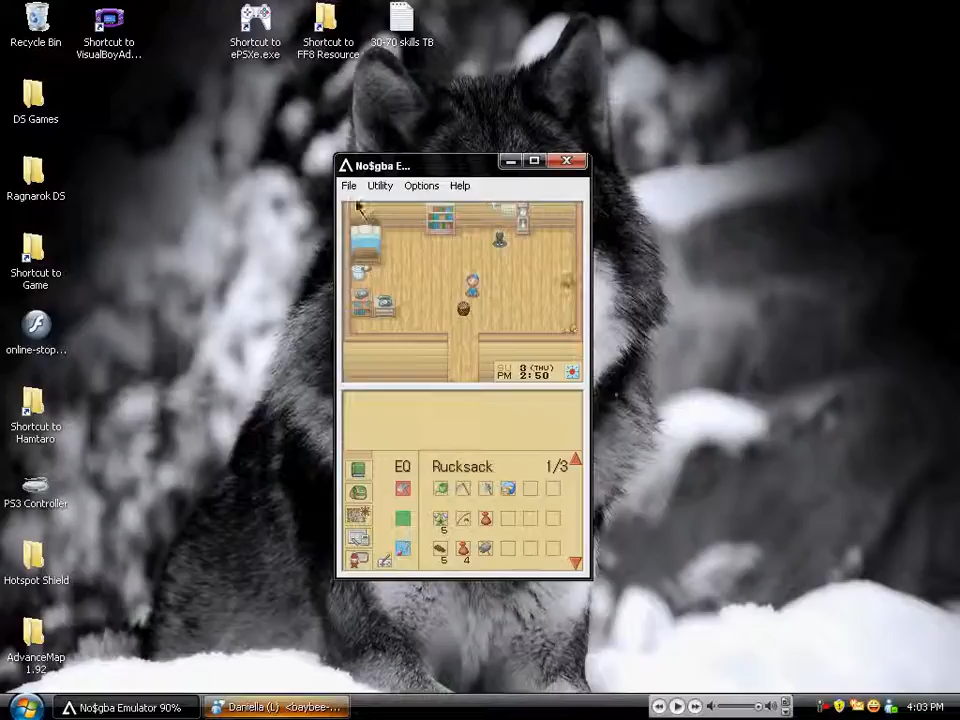 Recycle Bin
Shortcut to
VisualBoyAd...
Shortcut to
ePSXe.exe
Shortcut to
FF8 Resource
30-70 skills TB
DS Games
Ragnarok DS
Shortcut to
Game
online-stop...
Shortcut to
Hamtaro
PS3 Controller
Hotspot Shield
AdvanceMap
1.92
No$gba E...
File Utility Options Help
SU 8 (THU)
PM 2:50
EQ Rucksack 1/3
5
5 4
No$gba Emulator 90%
Daniella (L) <baybee-...
4:03 PM